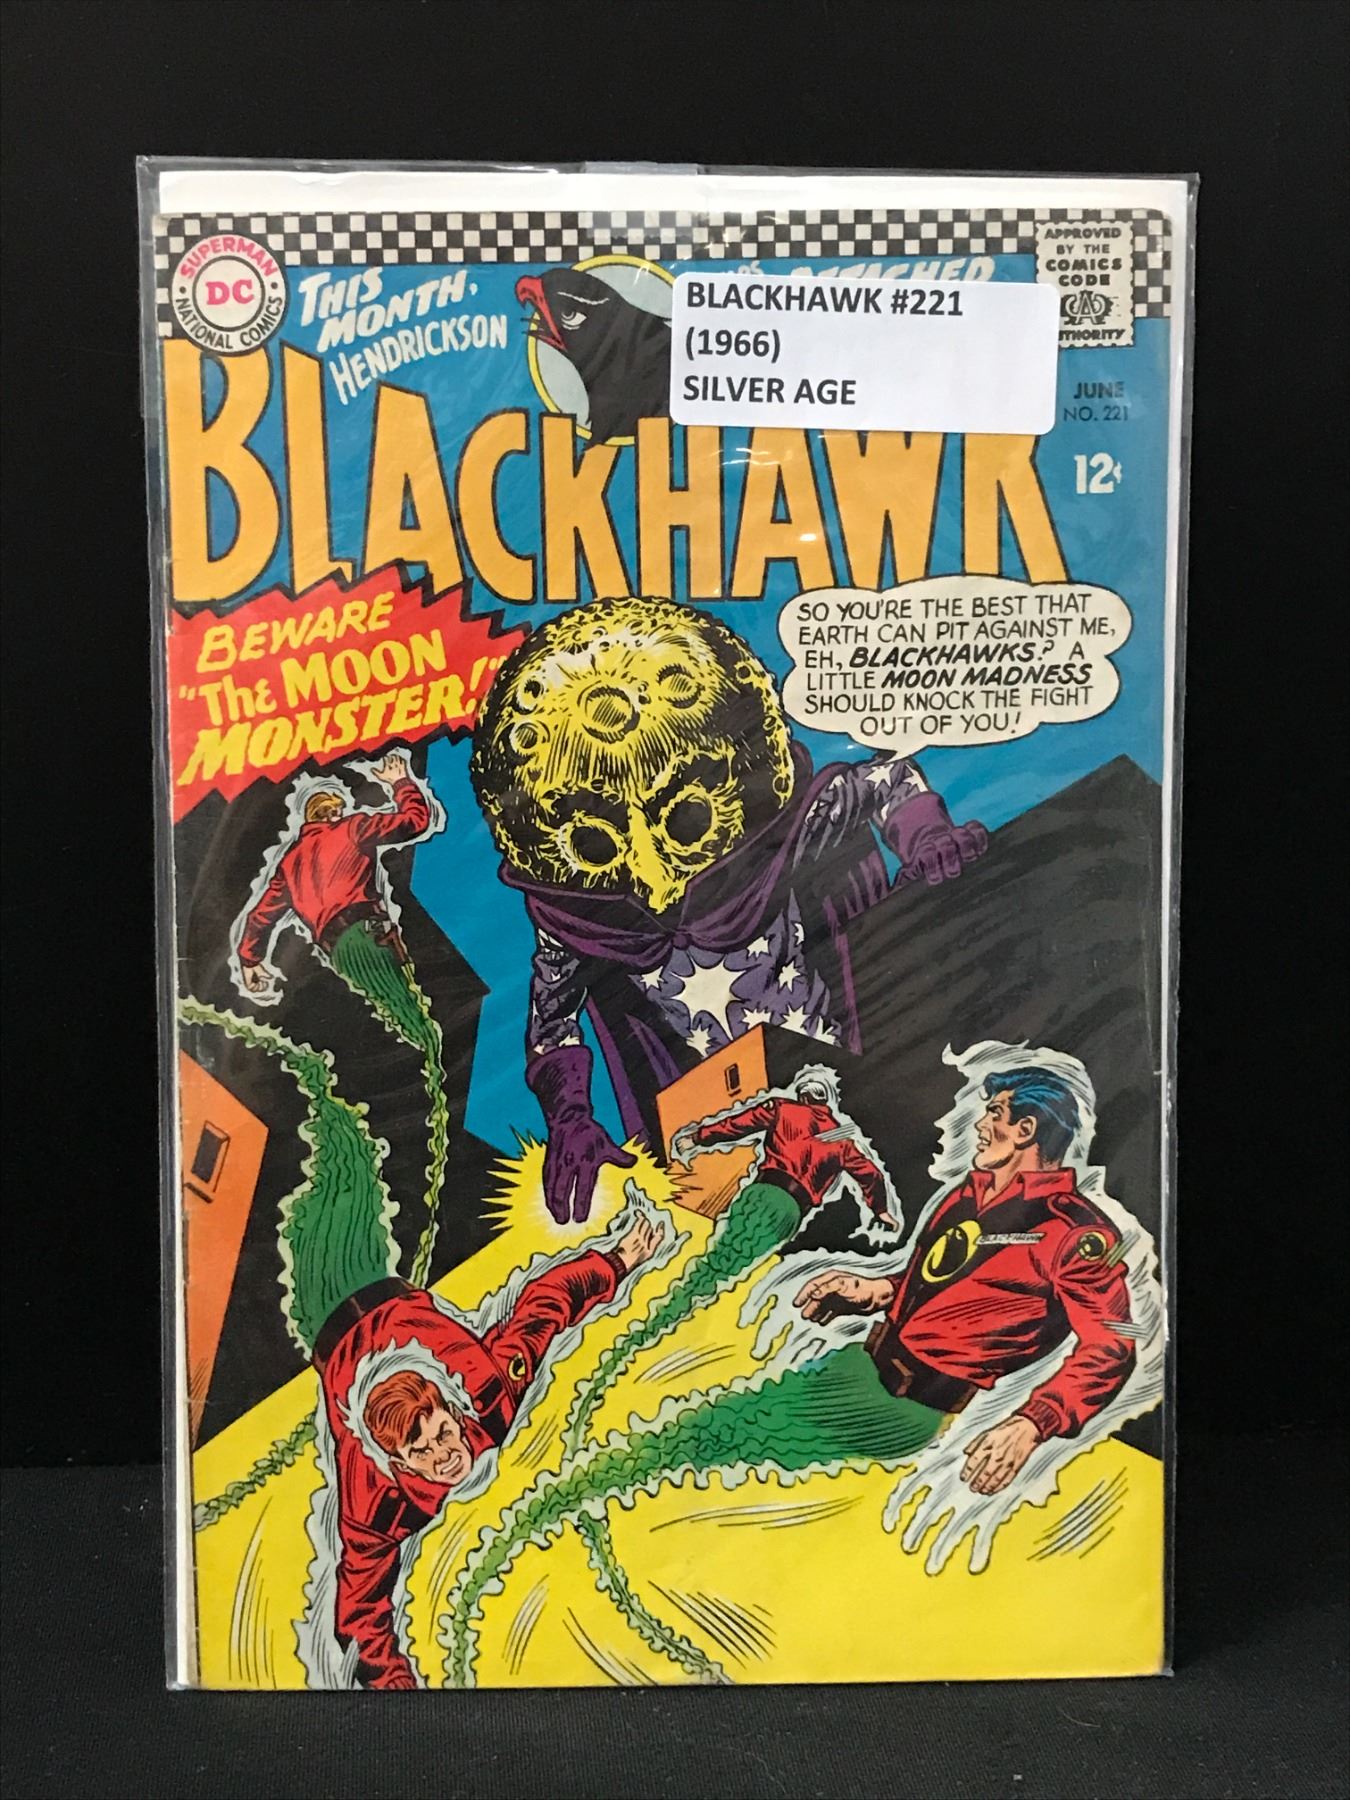 SUPERMAN
DC
NATIONAL COMICS
THIS
MONTH,
HENDRICKSON
DETACHED
BLACKHAWK #221
(1966)
SILVER AGE
APPROVED
BY THE
COMICS
CODE
BLACKHAWK
JUNE
NO. 221
12¢
BEWARE
"THE MOON
MONSTER!"
SO YOU'RE THE BEST THAT
EARTH CAN PIT AGAINST ME,
EH, BLACKHAWKS? A
LITTLE MOON MADNESS
SHOULD KNOCK THE FIGHT
OUT OF YOU!
BLACKHAWK